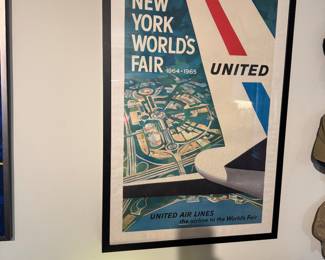 NEW
YORK
WORLD'S
FAIR
1964-1965
UNITED
UNITED AIR LINES
the airline to the World's Fair